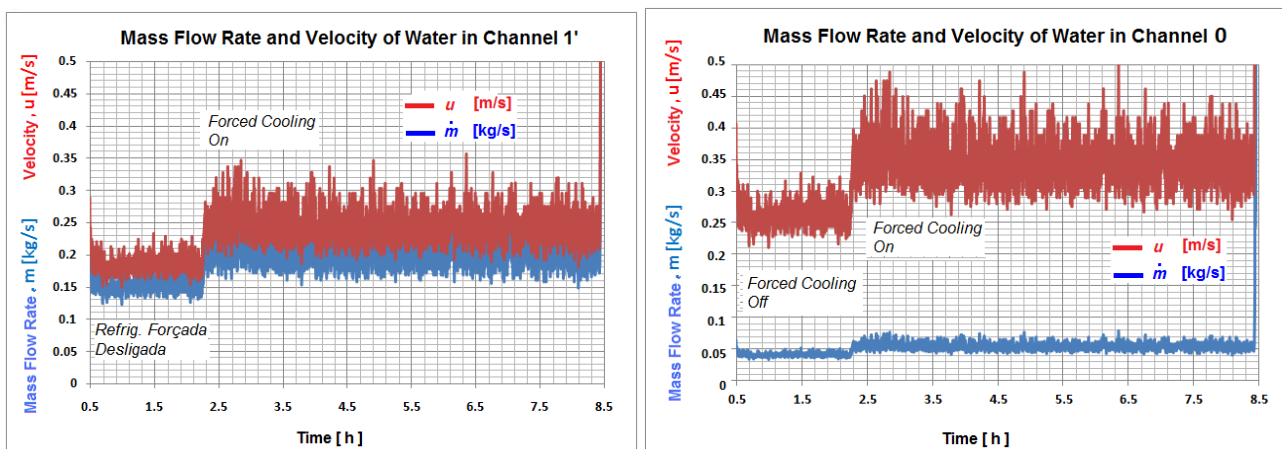 Mass Flow Rate and Velocity of Water in Channel 1'
Mass Flow Rate , m [kg/s] Velocity , u [m/s]
0.5
0.45
0.4
0.35
0.3
0.25
0.2
0.15
0.1
0.05
0
u [m/s]
ṁ [kg/s]
Forced Cooling
On
Refrig. Forçada
Desligada
0.5 1.5 2.5 3.5 4.5 5.5 6.5 7.5 8.5
Time [ h ]
Mass Flow Rate and Velocity of Water in Channel 0
Mass Flow Rate , m [kg/s] Velocity , u [m/s]
0.5
0.45
0.4
0.35
0.3
0.25
0.2
0.15
0.1
0.05
0
u [m/s]
Forced Cooling
On
ṁ [kg/s]
Forced Cooling
Off
0.5 1.5 2.5 3.5 4.5 5.5 6.5 7.5 8.5
Time [ h ]